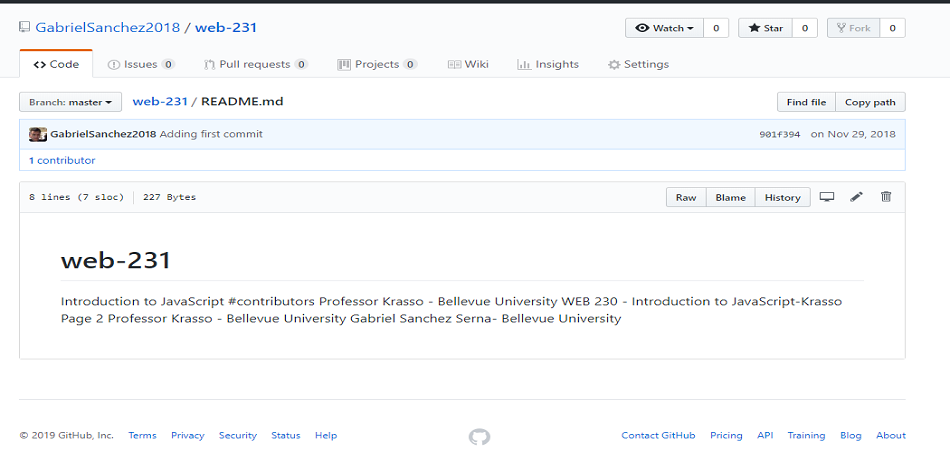 GabrielSanchez2018 / web-231
Watch 0 Star 0 Fork 0
Code Issues 0 Pull requests 0 Projects 0 Wiki Insights Settings
Branch: master web-231 / README.md Find file Copy path
GabrielSanchez2018 Adding first commit 901f394 on Nov 29, 2018
1 contributor
8 lines (7 sloc) 227 Bytes Raw Blame History
web-231
Introduction to JavaScript #contributors Professor Krasso - Bellevue University WEB 230 - Introduction to JavaScript-Krasso
Page 2 Professor Krasso - Bellevue University Gabriel Sanchez Serna- Bellevue University
© 2019 GitHub, Inc. Terms Privacy Security Status Help Contact GitHub Pricing API Training Blog About